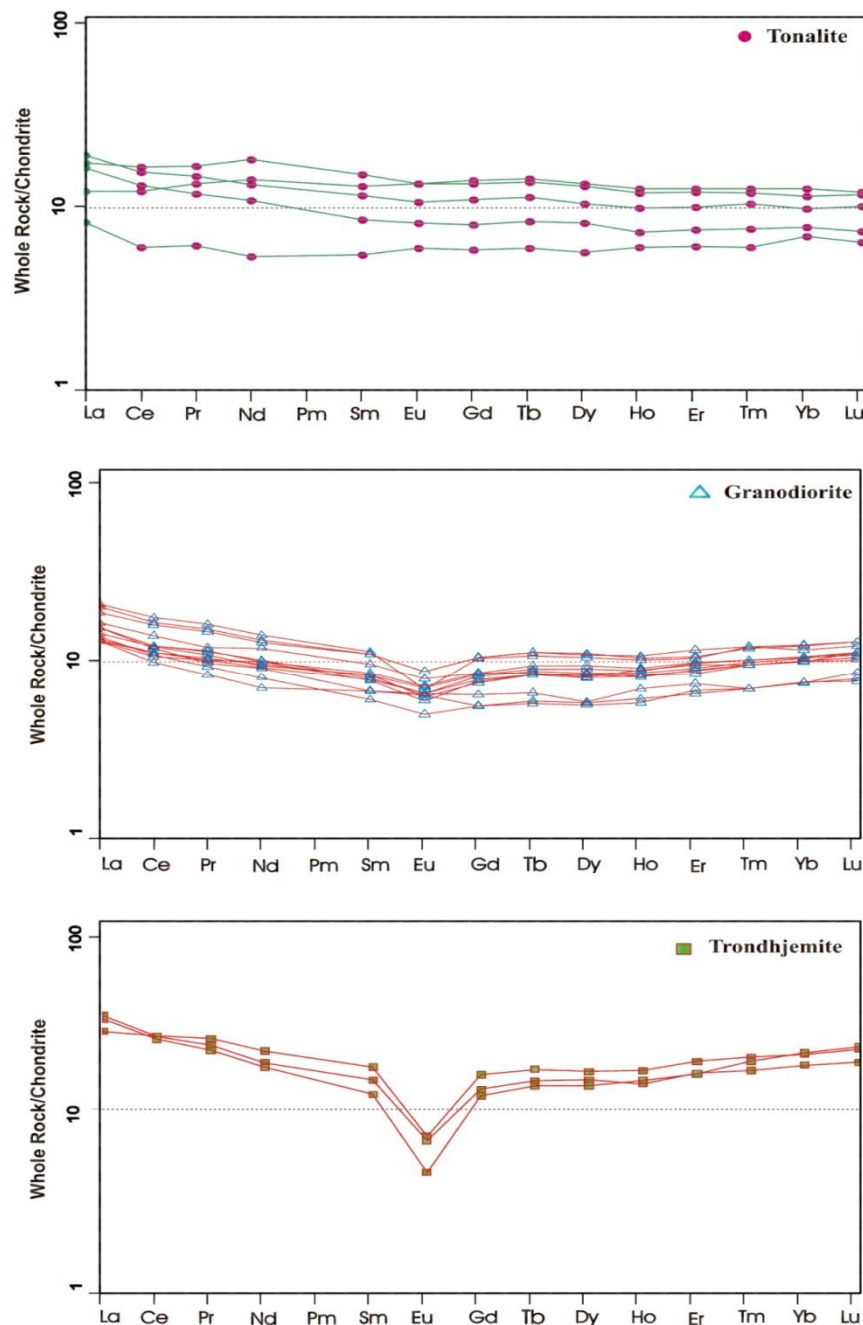 100
Tonalite
Whole Rock/Chondrite
10
1
La Ce Pr Nd Pm Sm Eu Gd Tb Dy Ho Er Tm Yb Lu
100
Granodiorite
Whole Rock/Chondrite
10
1
La Ce Pr Nd Pm Sm Eu Gd Tb Dy Ho Er Tm Yb Lu
100
Trondhjemite
Whole Rock/Chondrite
10
1
La Ce Pr Nd Pm Sm Eu Gd Tb Dy Ho Er Tm Yb Lu